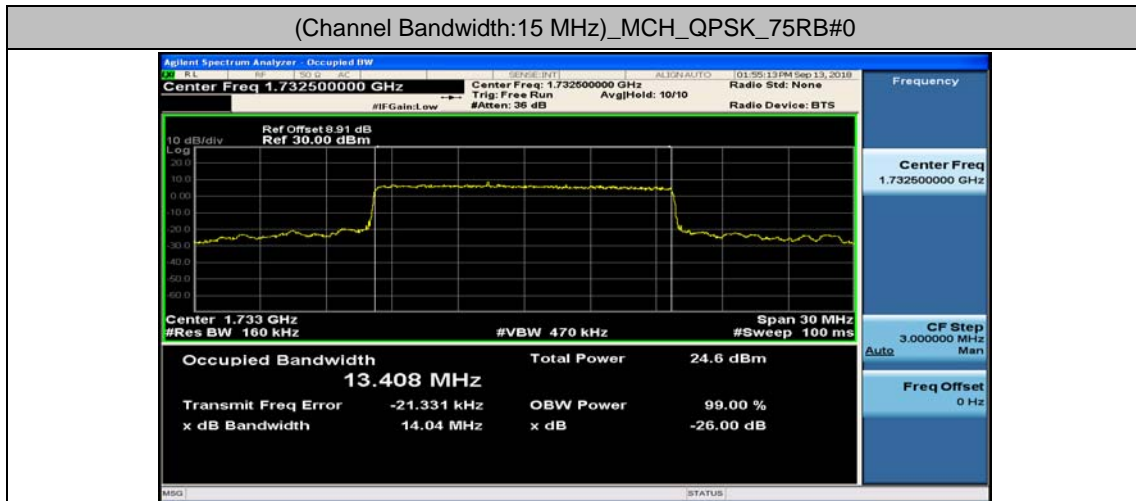 (Channel Bandwidth:15 MHz)_MCH_QPSK_75RB#0
Agilent Spectrum Analyzer - Occupied BW
RL RF 50 Ω AC SENSE:INT ALIGN AUTO 01:55:13 PM Sep 13, 2018
Center Freq 1.732500000 GHz Center Freq: 1.732500000 GHz Radio Std: None
Trig: Free Run Avg|Hold: 10/10
#IFGain:Low #Atten: 36 dB Radio Device: BTS
Ref Offset 8.91 dB
10 dB/div Ref 30.00 dBm
Log
20.0
10.0
0.00
-10.0
-20.0
-30.0
-40.0
-50.0
-60.0
Center 1.733 GHz Span 30 MHz
#Res BW 160 kHz #VBW 470 kHz #Sweep 100 ms
Occupied Bandwidth Total Power 24.6 dBm
13.408 MHz
Transmit Freq Error -21.331 kHz OBW Power 99.00 %
x dB Bandwidth 14.04 MHz x dB -26.00 dB
MSG STATUS
Frequency
Center Freq
1.732500000 GHz
CF Step
3.000000 MHz
Auto Man
Freq Offset
0 Hz